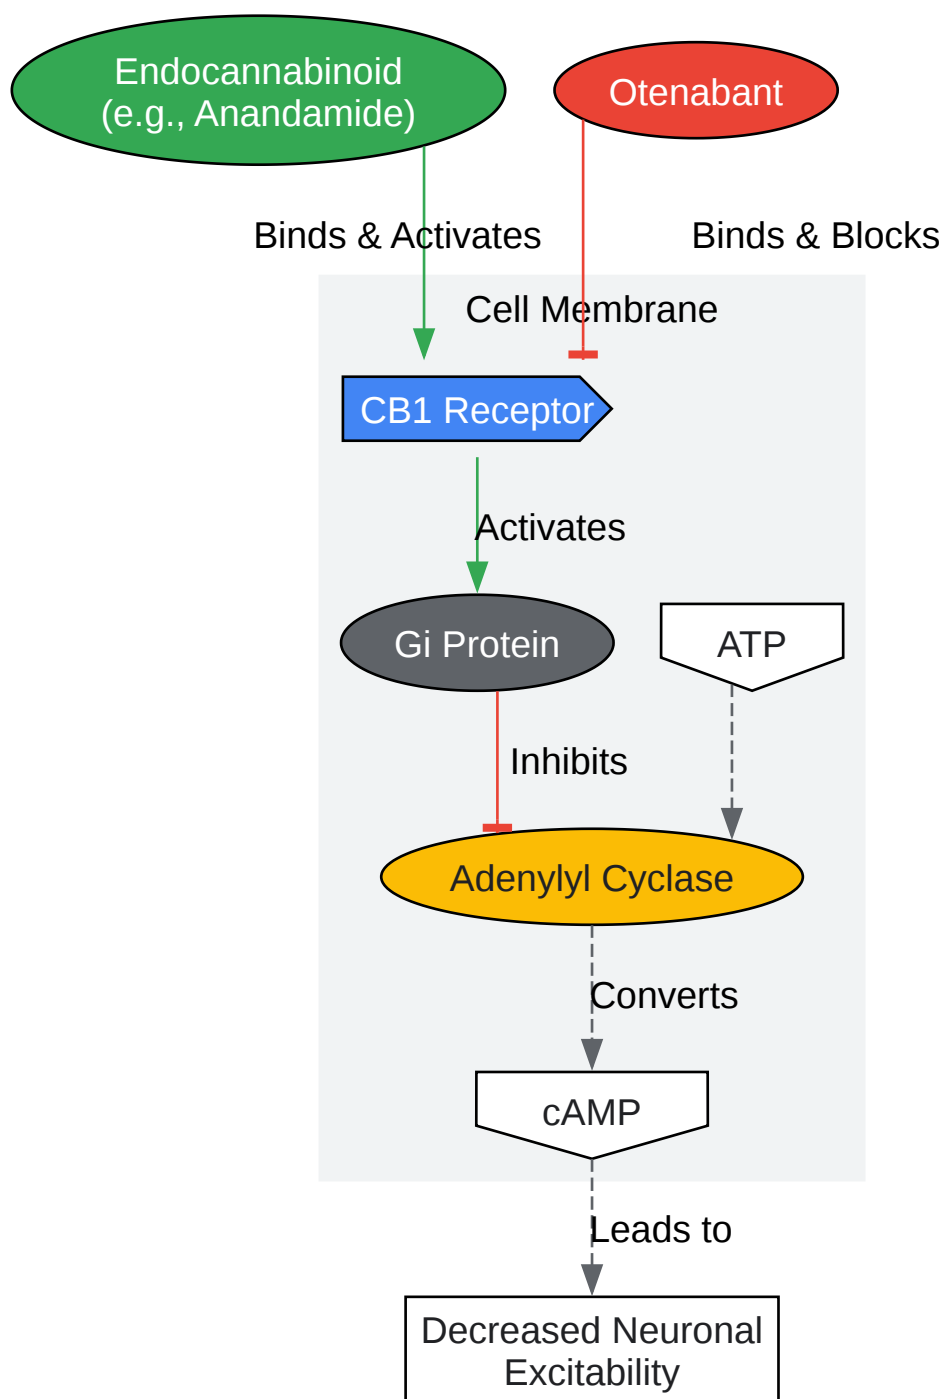 Endocannabinoid
(e.g., Anandamide)
Otenabant
Binds & Activates
Binds & Blocks
Cell Membrane
CB1 Receptor
Activates
Gi Protein
ATP
Inhibits
Adenylyl Cyclase
Converts
cAMP
Leads to
Decreased Neuronal
Excitability